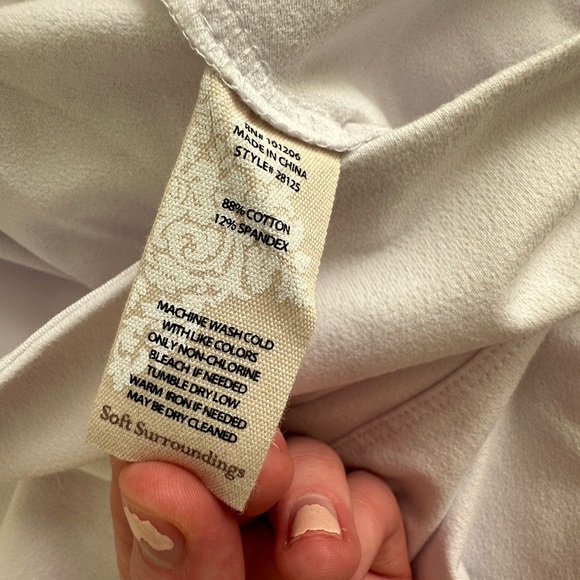 RN# 101206
MADE IN CHINA
STYLE# 28125
88% COTTON
12% SPANDEX
MACHINE WASH COLD
WITH LIKE COLORS
ONLY NON-CHLORINE
BLEACH IF NEEDED
TUMBLE DRY LOW
WARM IRON IF NEEDED
MAY BE DRY CLEANED
Soft Surroundings